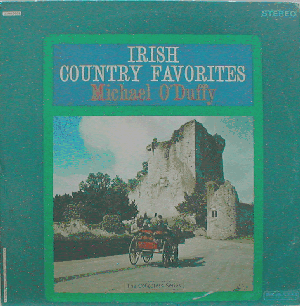 STEREO
IRISH
COUNTRY FAVORITES
Michael O'Duffy